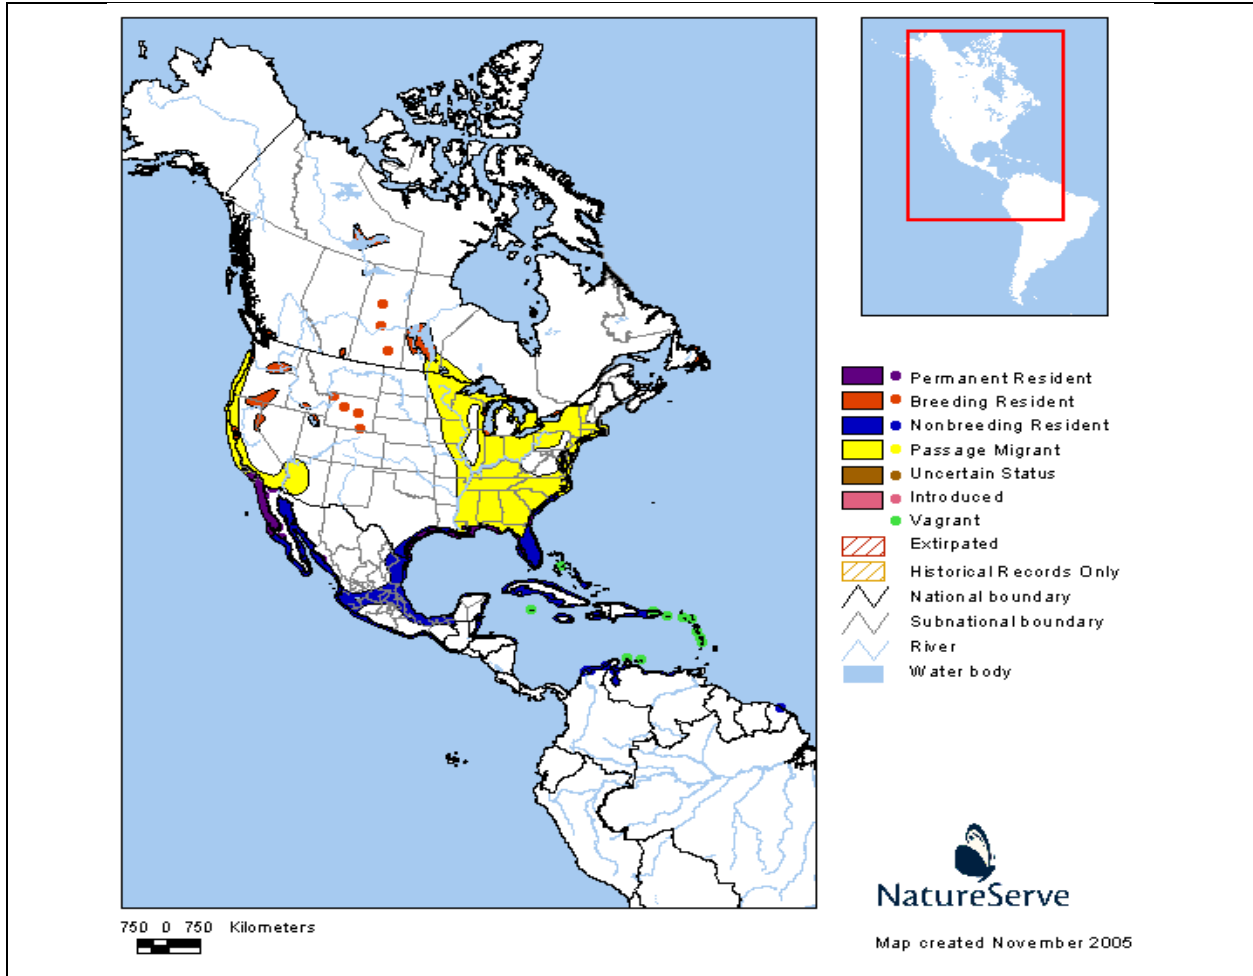 Permanent Resident
Breeding Resident
Nonbreeding Resident
Passage Migrant
Uncertain Status
Introduced
Vagrant
Extirpated
Historical Records Only
National boundary
Subnational boundary
River
Water body
NatureServe
750 0 750 Kilometers
Map created November 2005